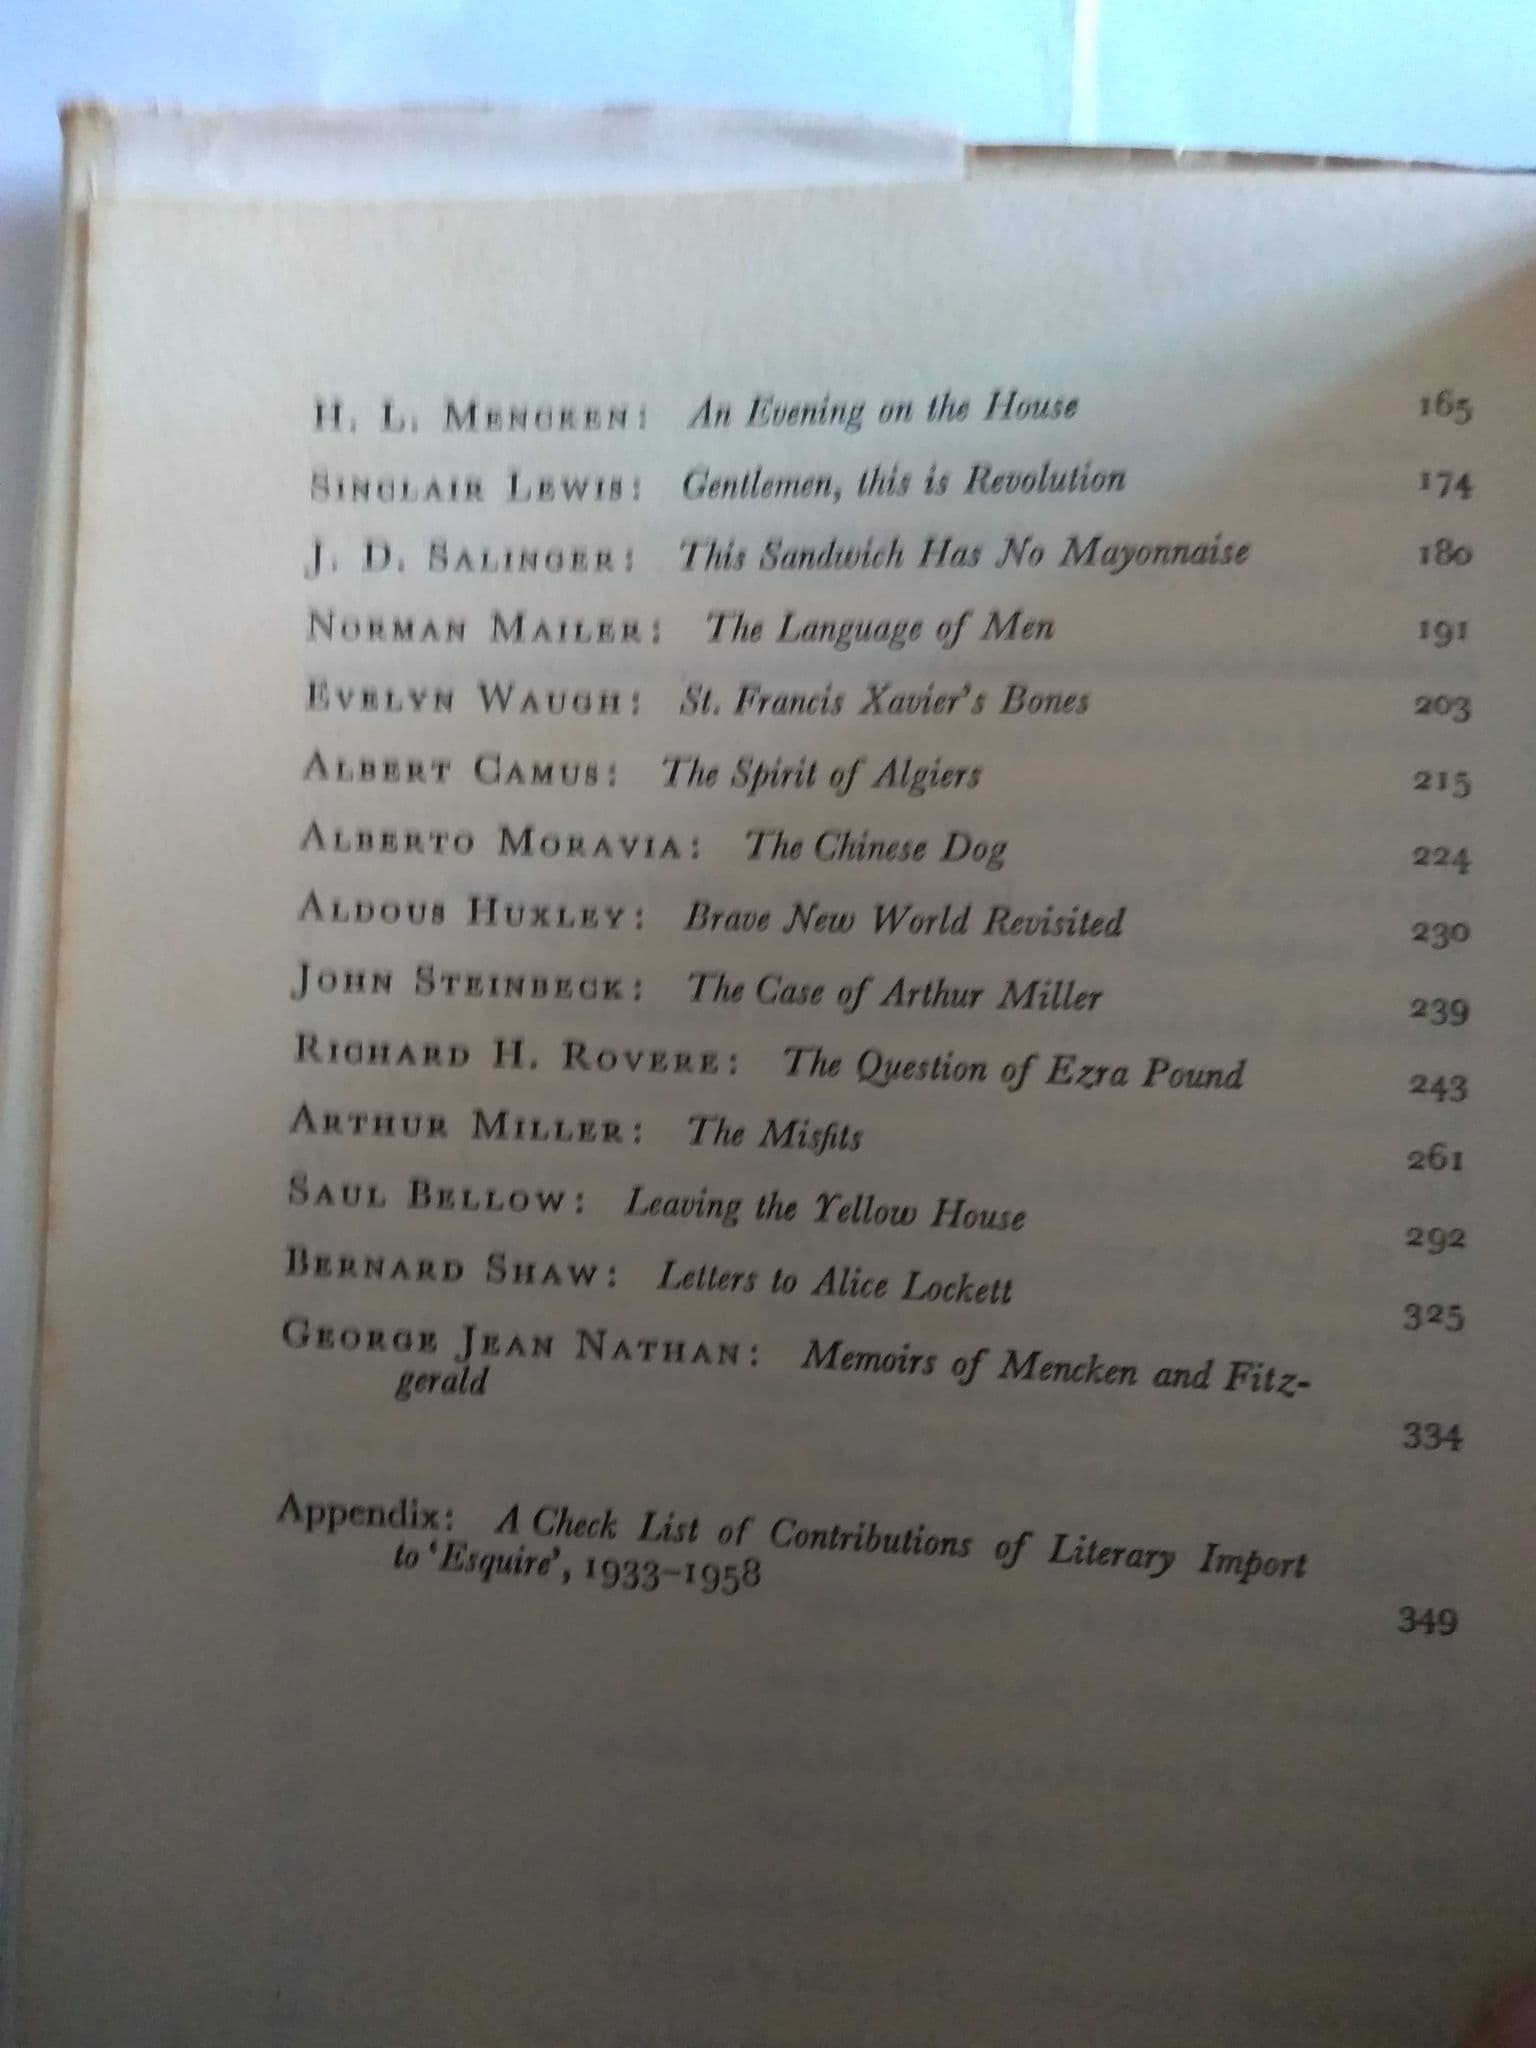 H. L. MENCKEN: An Evening on the House 165
SINCLAIR LEWIS: Gentlemen, this is Revolution 174
J. D. SALINGER: This Sandwich Has No Mayonnaise 180
NORMAN MAILER: The Language of Men 191
EVELYN WAUGH: St. Francis Xavier's Bones 203
ALBERT CAMUS: The Spirit of Algiers 215
ALBERTO MORAVIA: The Chinese Dog 224
ALDOUS HUXLEY: Brave New World Revisited 230
JOHN STEINBECK: The Case of Arthur Miller 239
RICHARD H. ROVERE: The Question of Ezra Pound 243
ARTHUR MILLER: The Misfits 261
SAUL BELLOW: Leaving the Yellow House 292
BERNARD SHAW: Letters to Alice Lockett 325
GEORGE JEAN NATHAN: Memoirs of Mencken and Fitz-
gerald 334
Appendix: A Check List of Contributions of Literary Import
to 'Esquire', 1933-1958 349